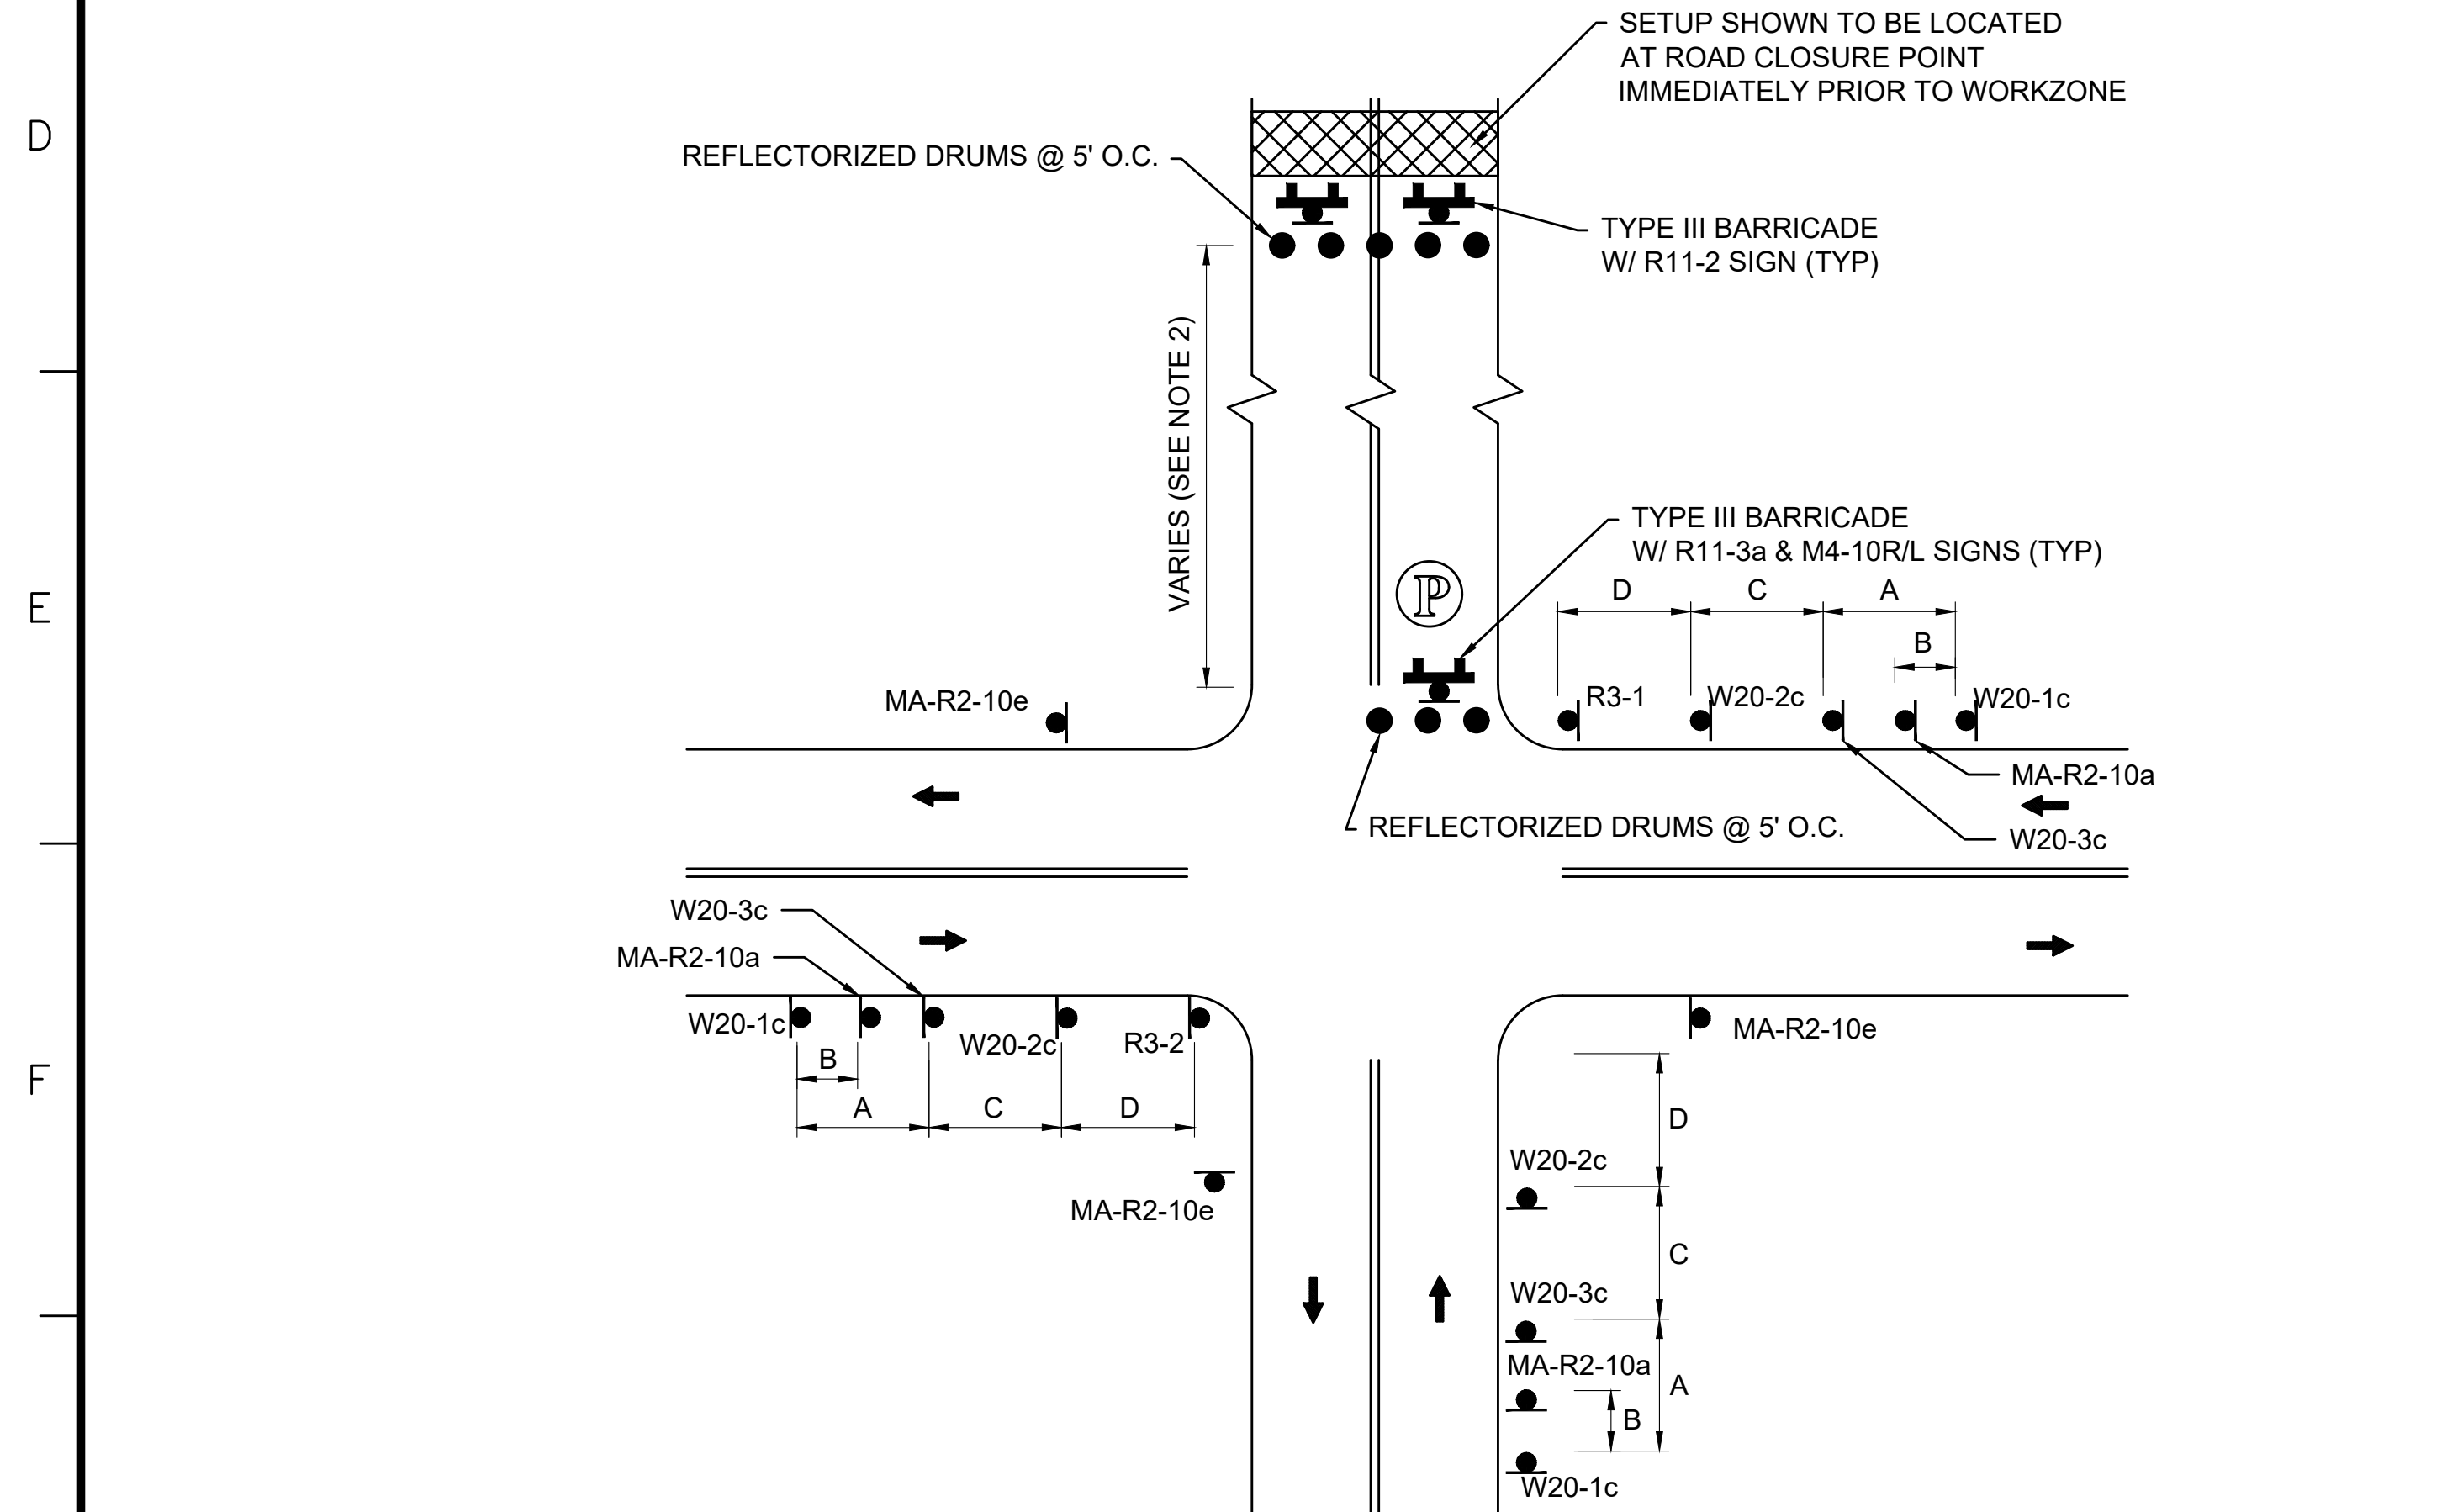 SETUP SHOWN TO BE LOCATED
AT ROAD CLOSURE POINT
IMMEDIATELY PRIOR TO WORKZONE
D
REFLECTORIZED DRUMS @ 5' O.C.
TYPE III BARRICADE
W/ R11-2 SIGN (TYP)
VARIES (SEE NOTE 2)
TYPE III BARRICADE
W/ R11-3a & M4-10R/L SIGNS (TYP)
P
D C A
E
B
MA-R2-10e
R3-1
W20-2c
W20-1c
MA-R2-10a
REFLECTORIZED DRUMS @ 5' O.C.
W20-3c
W20-3c
MA-R2-10a
W20-1c
W20-2c
R3-2
MA-R2-10e
B
F
A C D
D
W20-2c
MA-R2-10e
C
W20-3c
MA-R2-10a
A
B
W20-1c